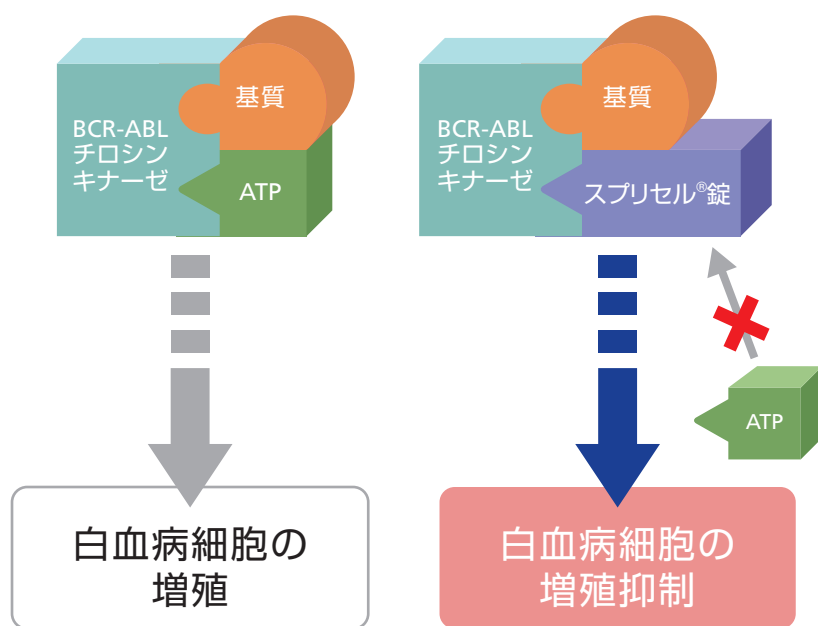 基質
BCR-ABL
チロシン
キナーゼ
ATP
白血病細胞の
増殖
基質
BCR-ABL
チロシン
キナーゼ
スプリセル®錠
ATP
白血病細胞の
増殖抑制